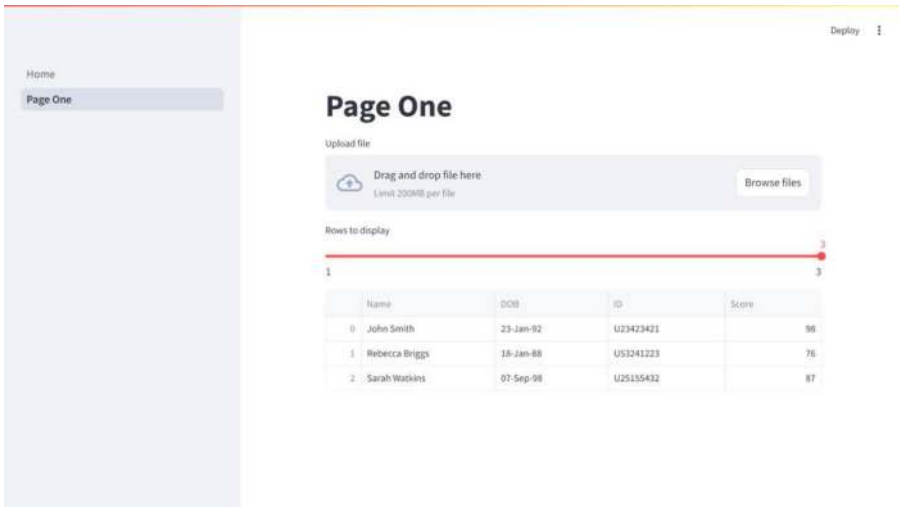 Deploy
Home
Page One
Page One
Upload file
Drag and drop file here
Limit 200MB per file
Browse files
Rows to display
3
1 3
Name DOB ID Score
0 John Smith 23-Jan-92 U23423421 98
1 Rebecca Briggs 18-Jan-88 U53241223 76
2 Sarah Watkins 07-Sep-98 U25155432 87